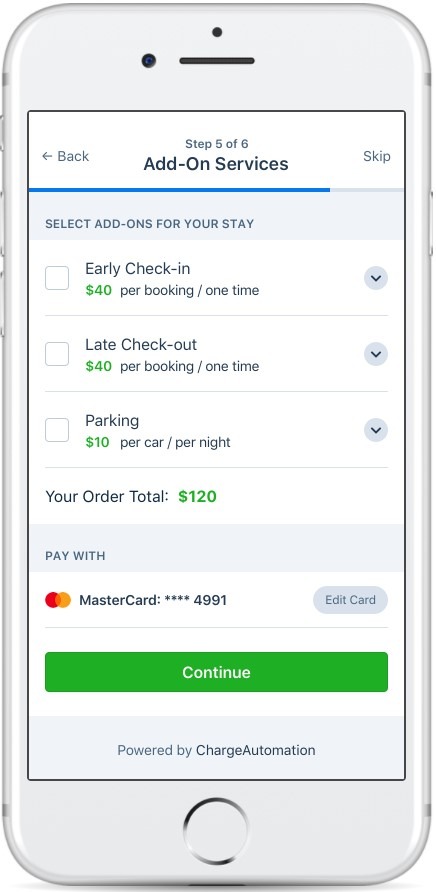 Step 5 of 6
← Back
Add-On Services
Skip
SELECT ADD-ONS FOR YOUR STAY
Early Check-in
$40 per booking / one time
Late Check-out
$40 per booking / one time
Parking
$10 per car / per night
Your Order Total: $120
PAY WITH
MasterCard: **** 4991
Edit Card
Continue
Powered by ChargeAutomation